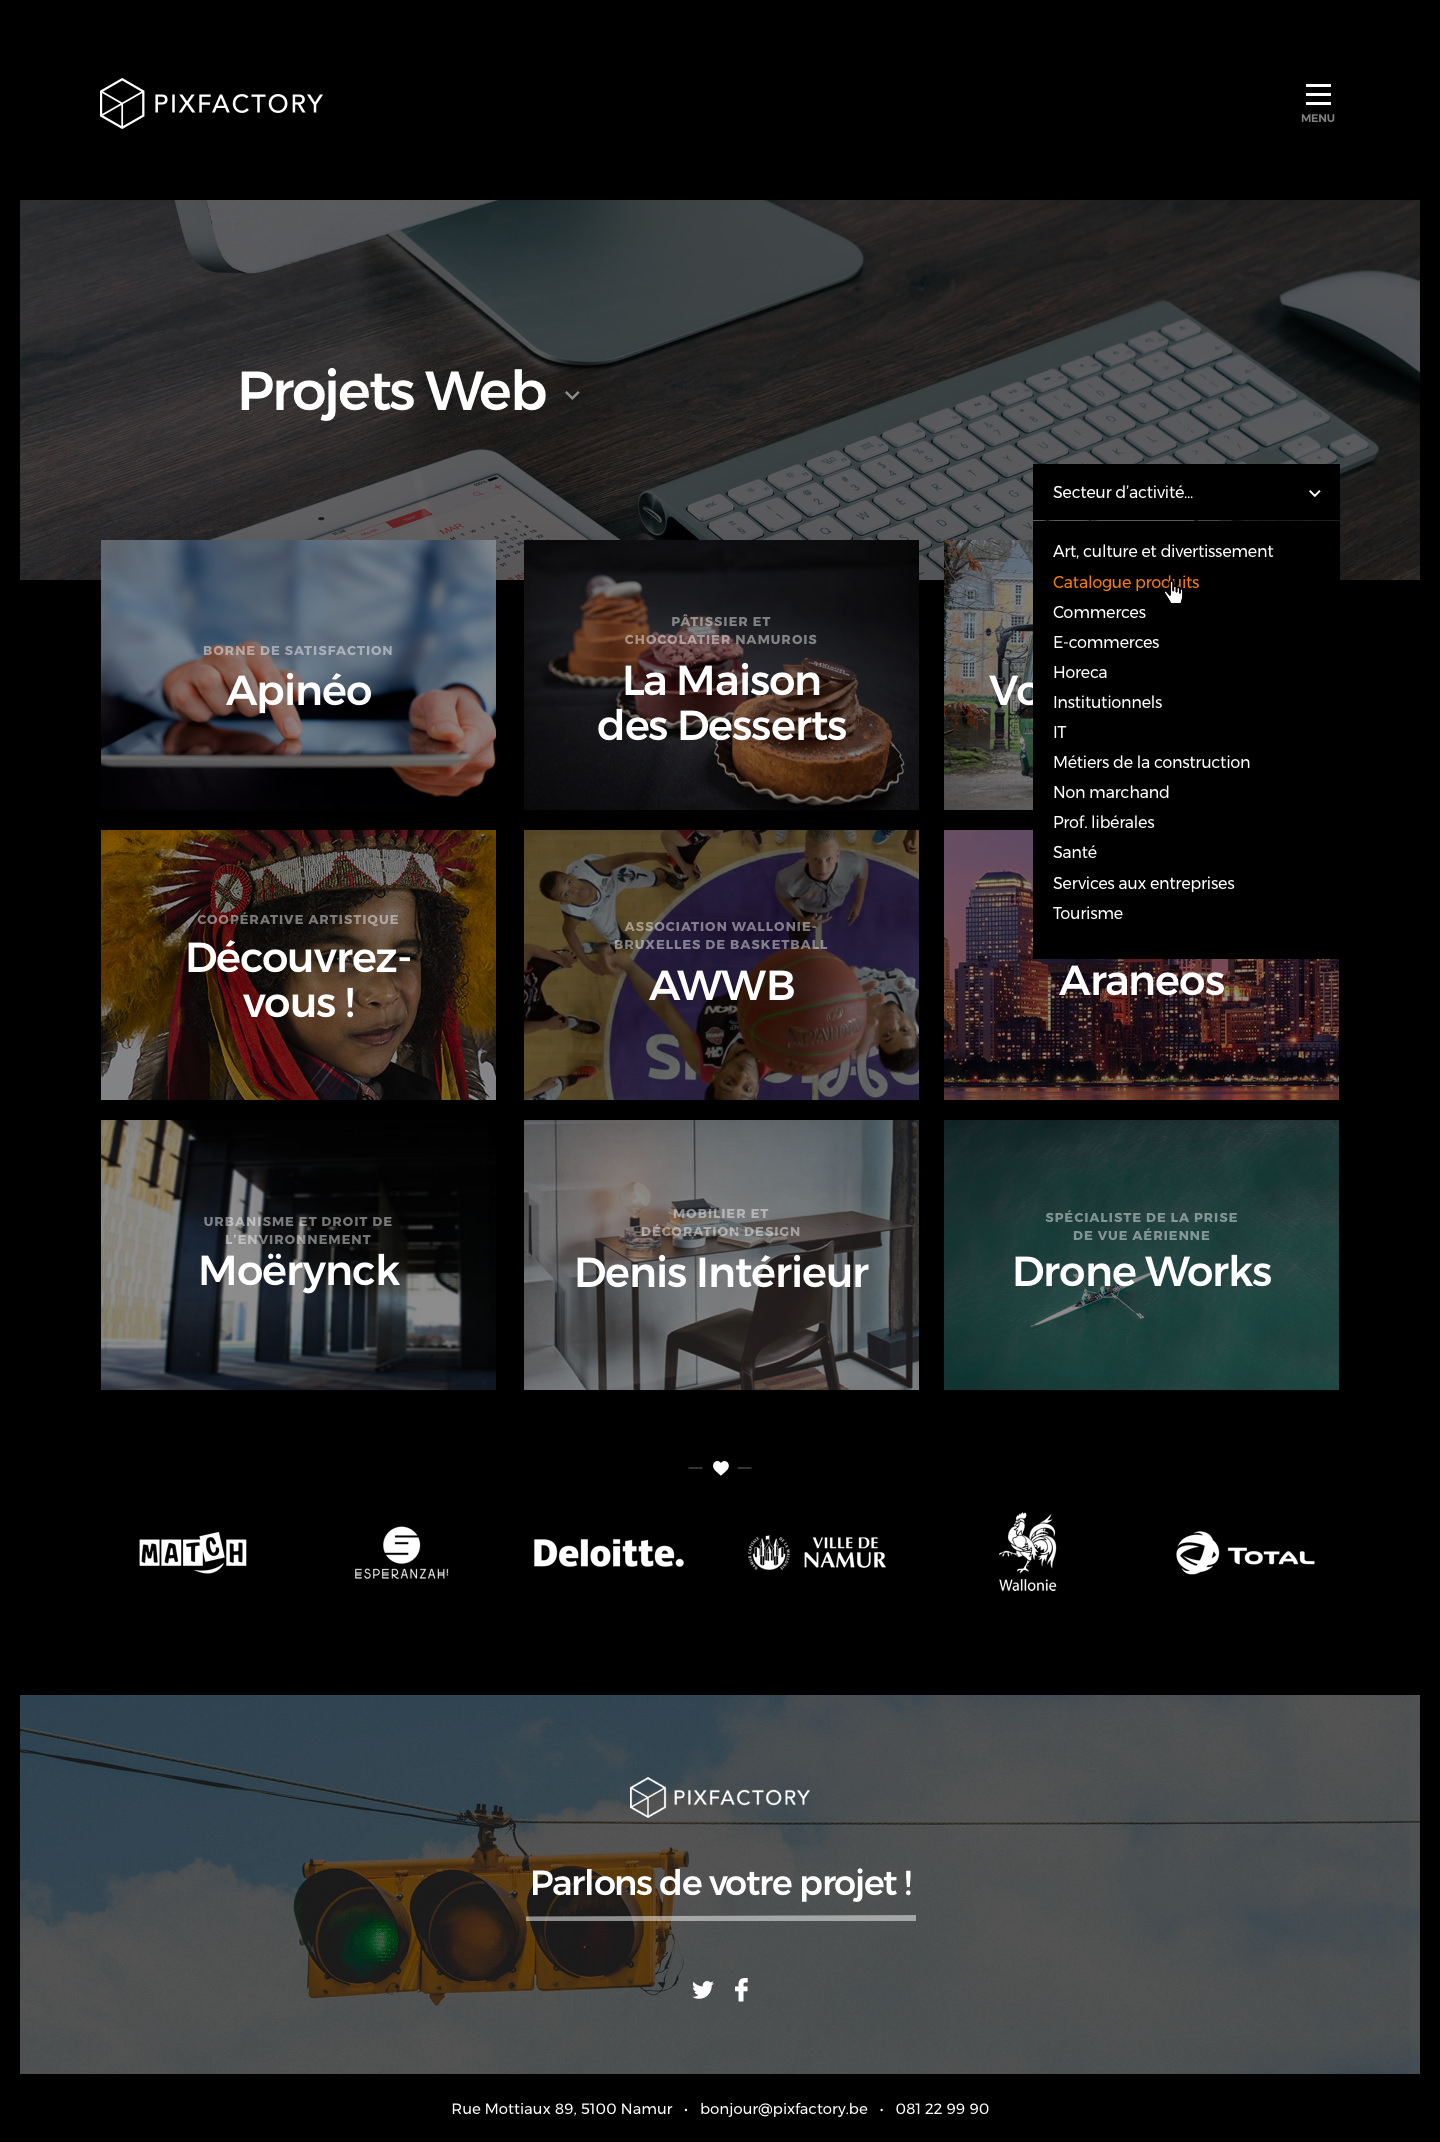 PIXFACTORY
MENU
Projets Web
MAR
Secteur d'activité...
Art, culture et divertissement
Catalogue produits
Commerces
E-commerces
Horeca
Institutionnels
IT
Métiers de la construction
Non marchand
Prof. libérales
Santé
Services aux entreprises
Tourisme
BORNE DE SATISFACTION
Apinéo
PÂTISSIER ET
CHOCOLATIER NAMUROIS
La Maison
des Desserts
COOPÉRATIVE ARTISTIQUE
Découvrez-
vous !
ASSOCIATION WALLONIE-
BRUXELLES DE BASKETBALL
AWWB
SPALDING
Araneos
URBANISME ET DROIT DE
L'ENVIRONNEMENT
Moërynck
MOBILIER ET
DÉCORATION DESIGN
Denis Intérieur
SPÉCIALISTE DE LA PRISE
DE VUE AÉRIENNE
Drone Works
MATCH
ESPERANZAH!
Deloitte.
VILLE DE
NAMUR
Wallonie
TOTAL
PIXFACTORY
Parlons de votre projet !
Rue Mottiaux 89, 5100 Namur • bonjour@pixfactory.be • 081 22 99 90